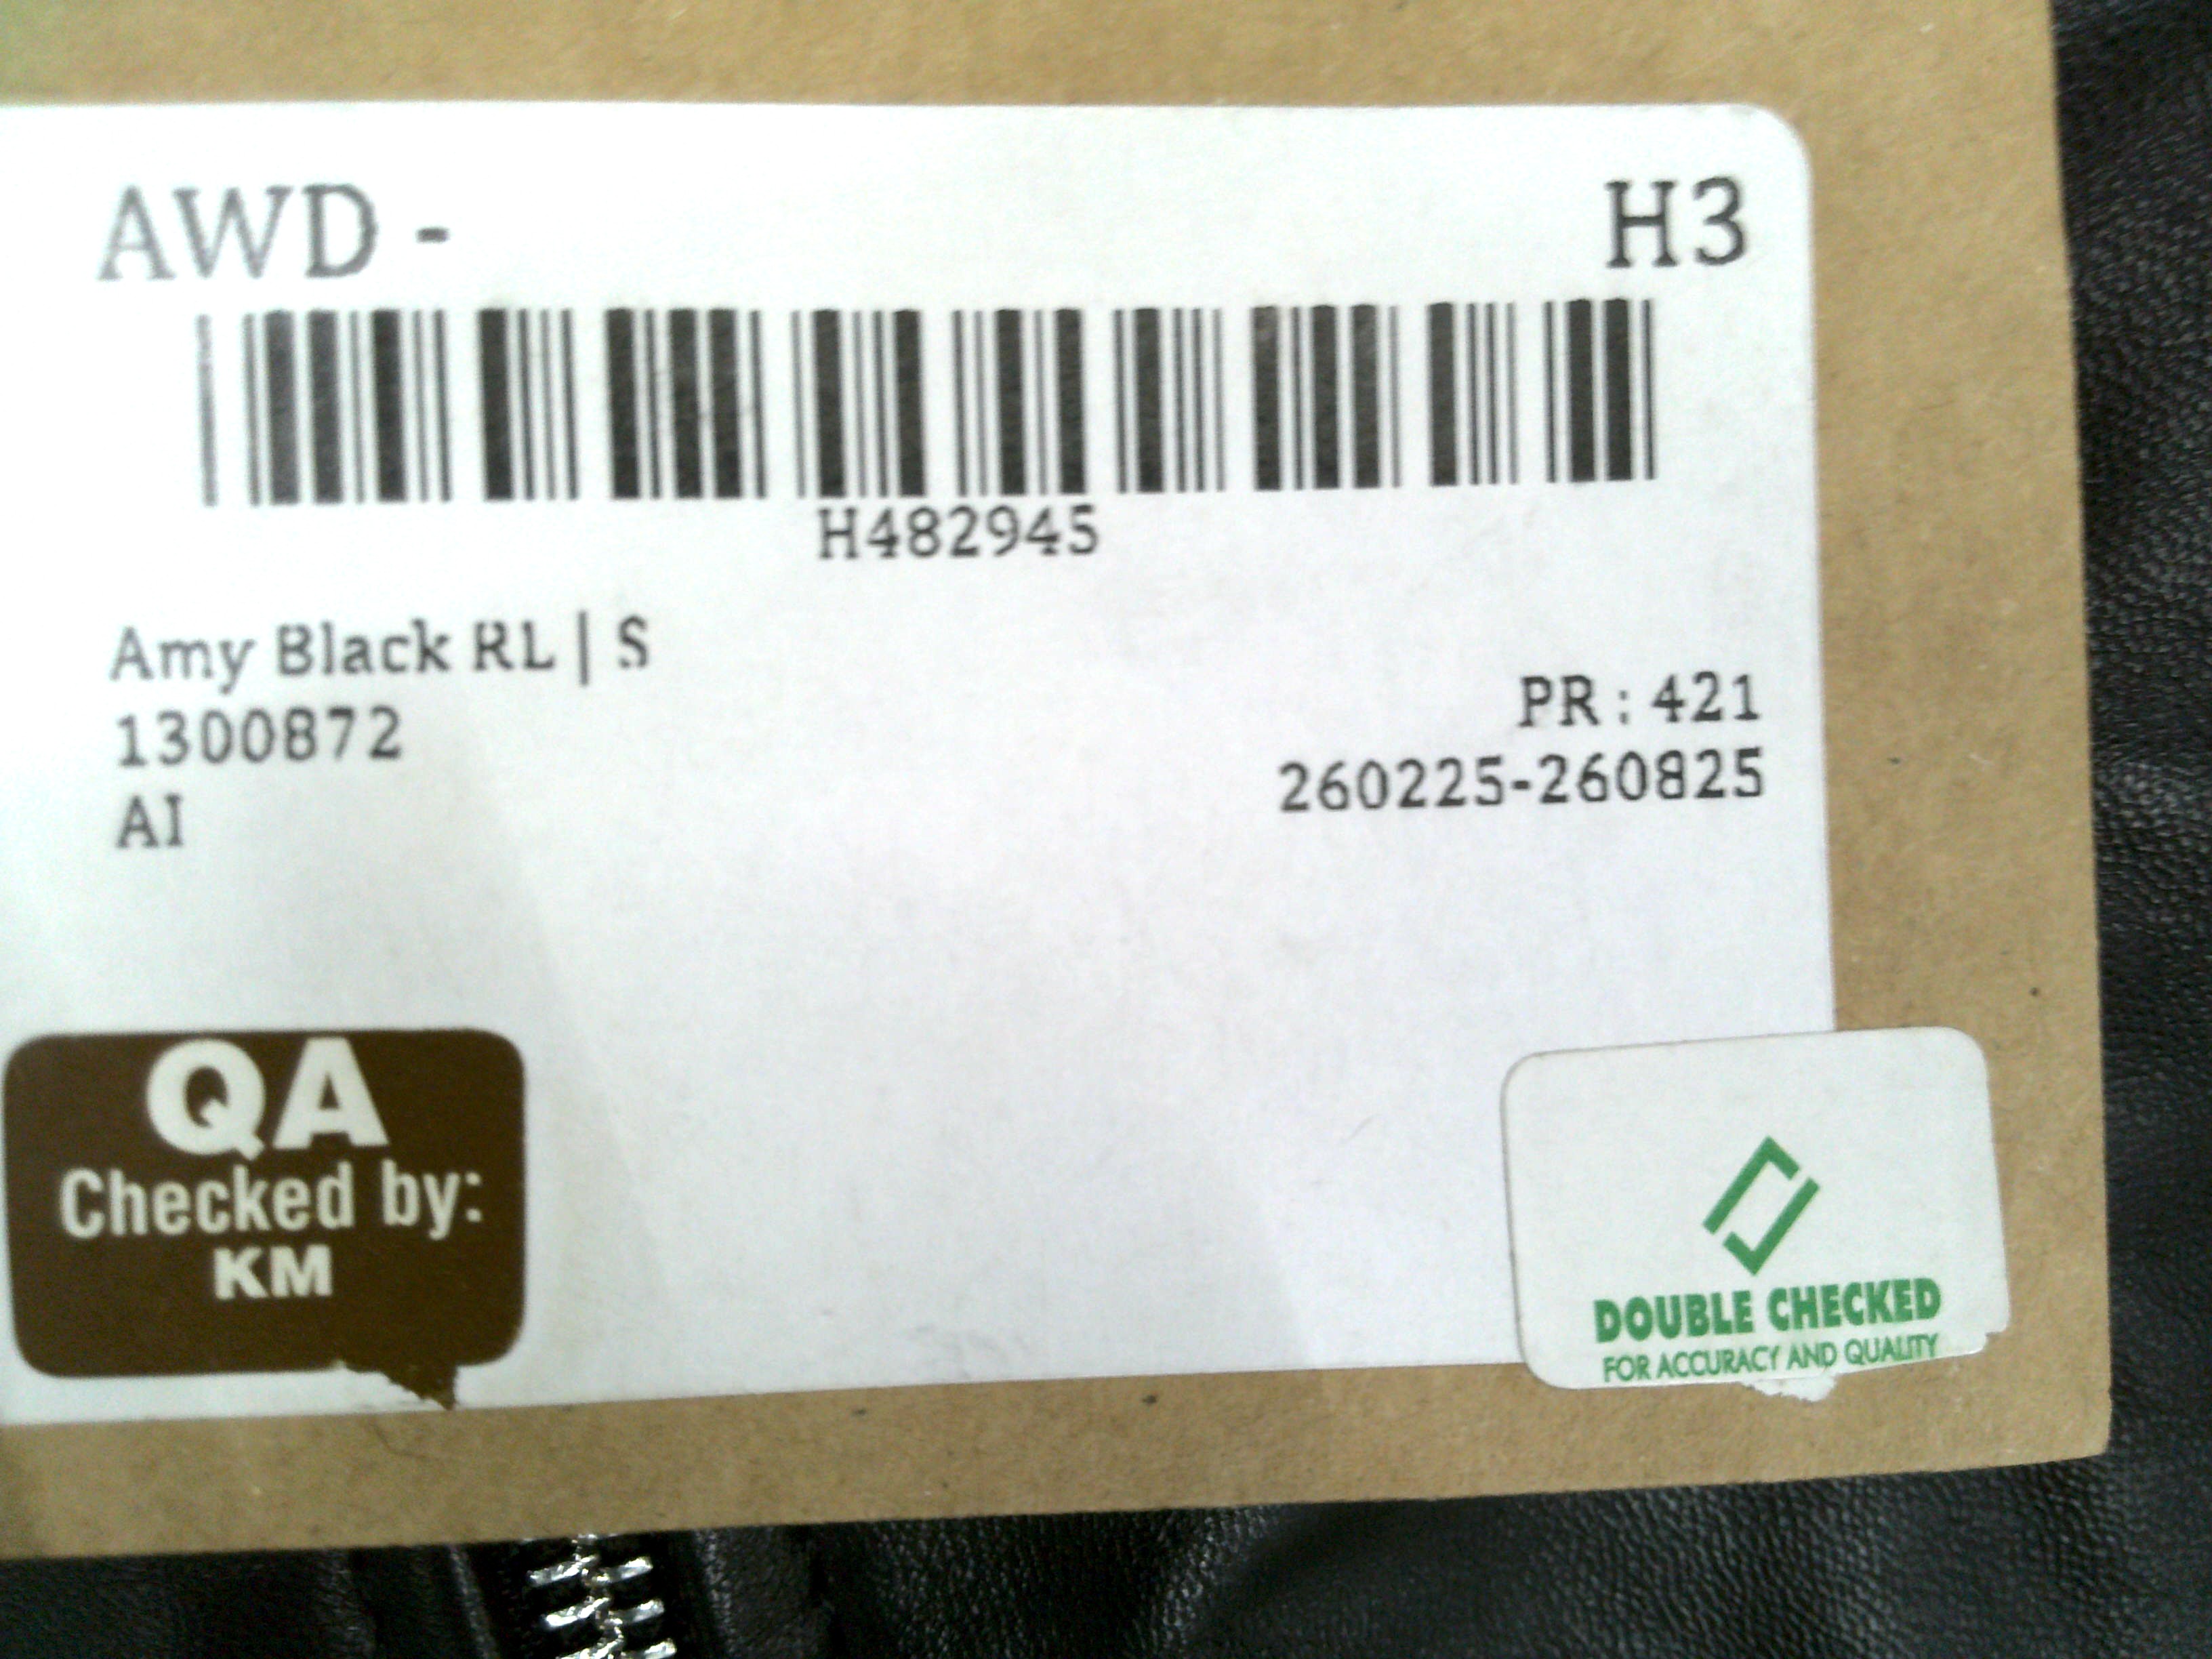 AWD - H3
H482945
Amy Black RL | S
1300872
PR : 421
AI
260225-260825
QA
Checked by:
KM
DOUBLE CHECKED
FOR ACCURACY AND QUALITY